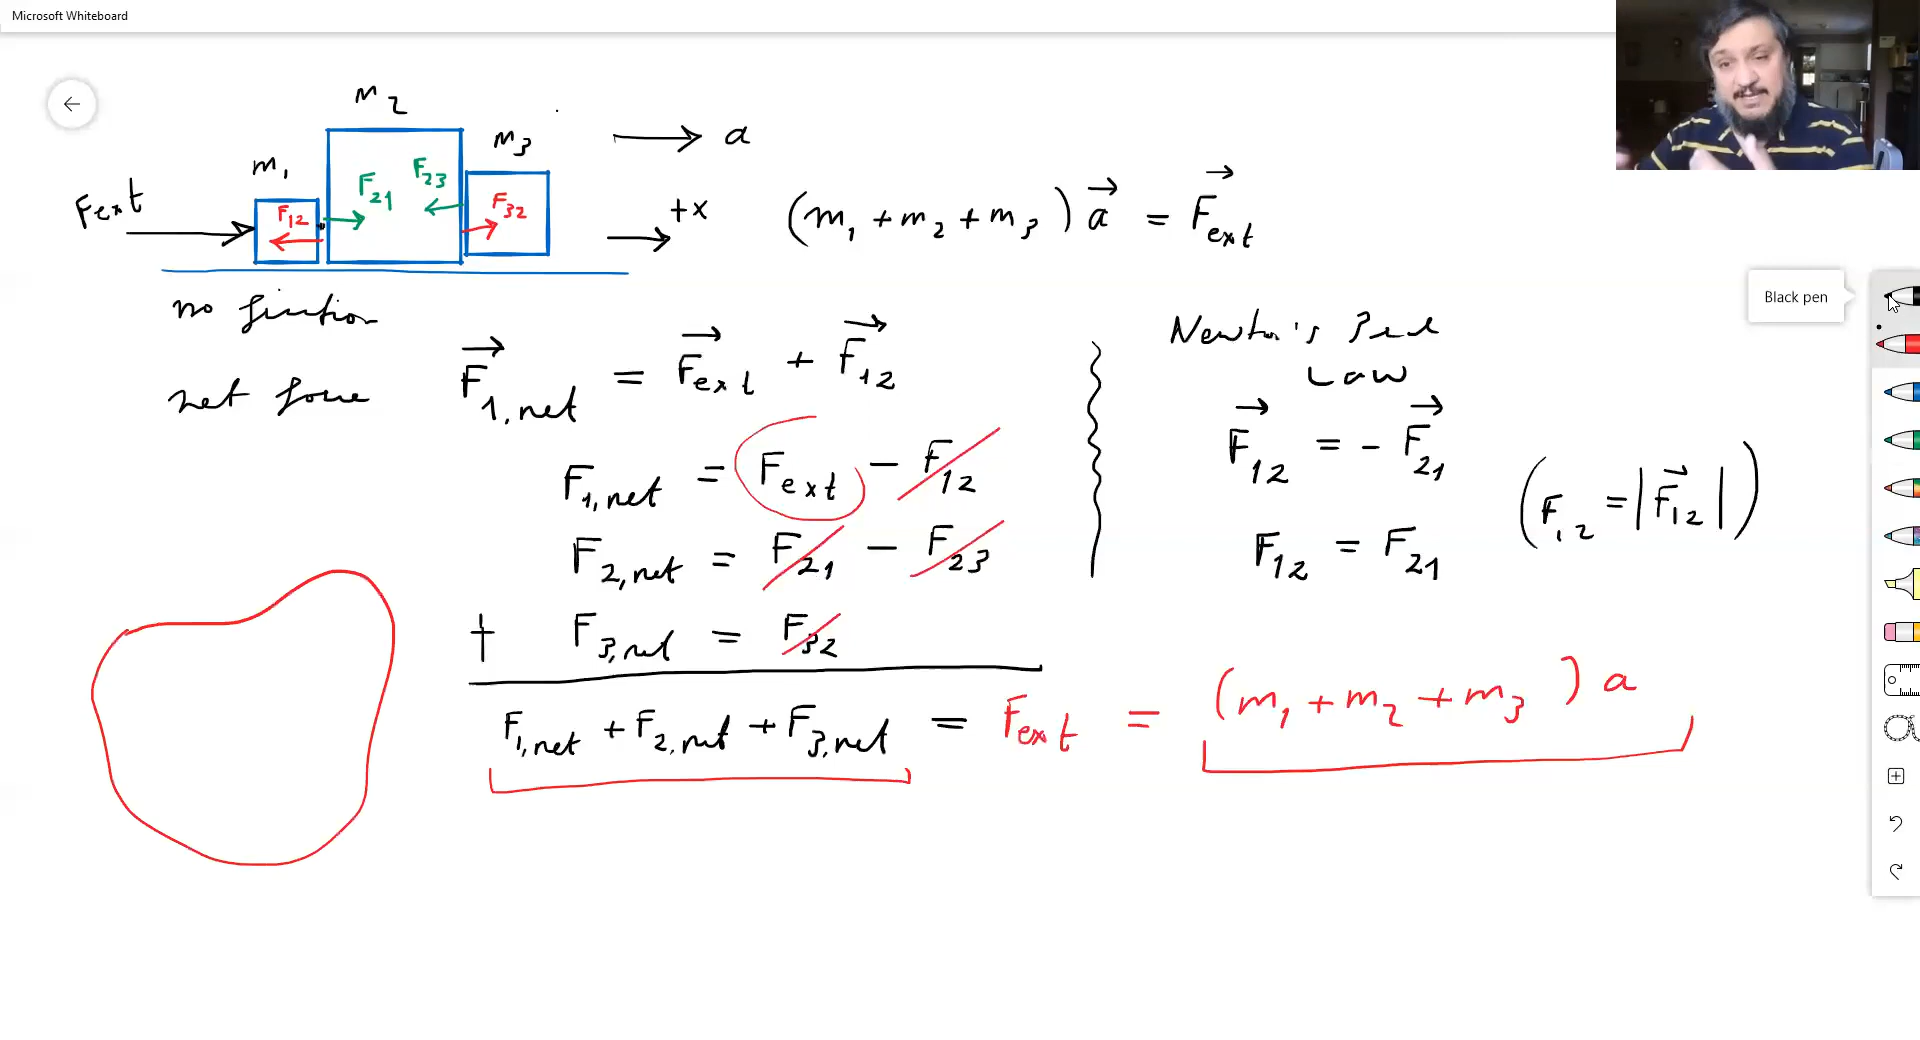 Microsoft Whiteboard
m₂
m₁
m₃
→ a
Fext
F₁₂
F₂₁
F₂₃
F₃₂
+x
(m₁ + m₂ + m₃) a⃗ = F⃗ext
no friction
Black pen
Newton's 3rd
Law
net force
F⃗1,net = F⃗ext + F⃗12
F⃗12 = - F⃗21
F1,net = Fext - F12
(F12 = |F⃗12|)
F2,net = F21 - F23
F12 = F21
+ F3,net = F32
F1,net + F2,net + F3,net = Fext = (m₁ + m₂ + m₃) a